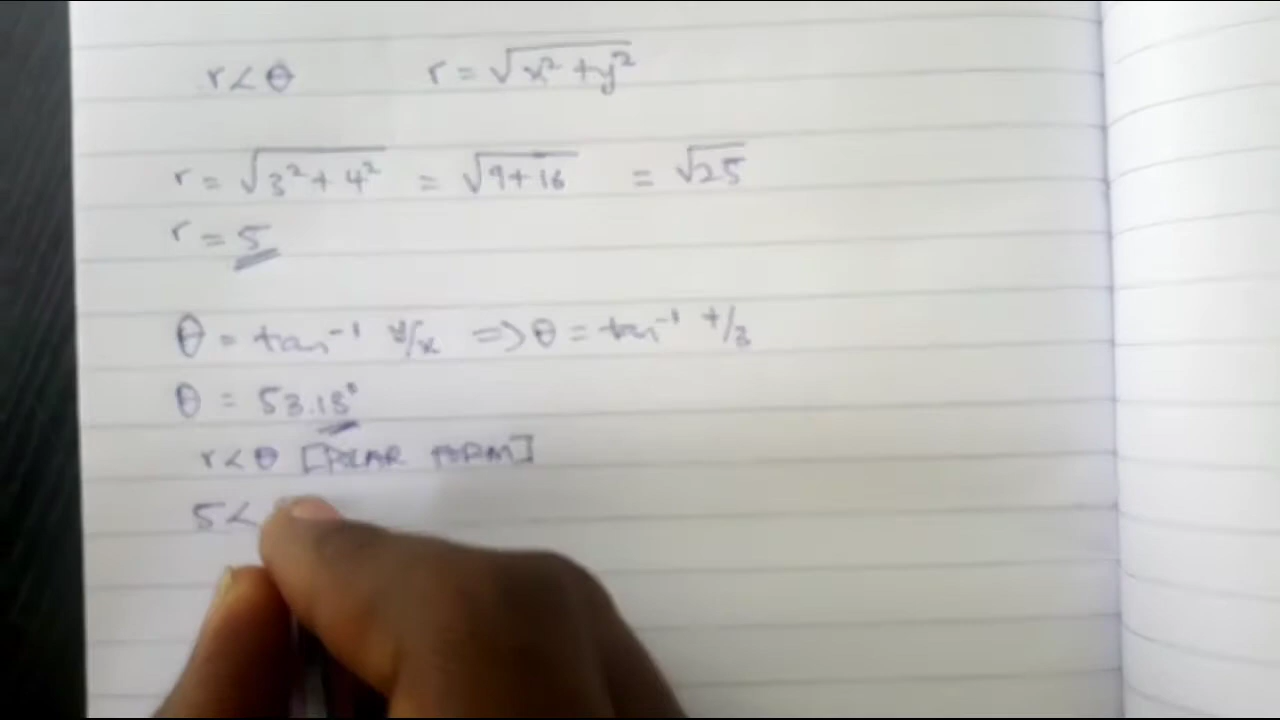 r<θ r = √x² + y²
r = √3² + 4² = √9+16 = √25
r = 5
θ = tan⁻¹ y/x => θ = tan⁻¹ 4/3
θ = 53.13°
r<θ [POLAR FORM]
5<